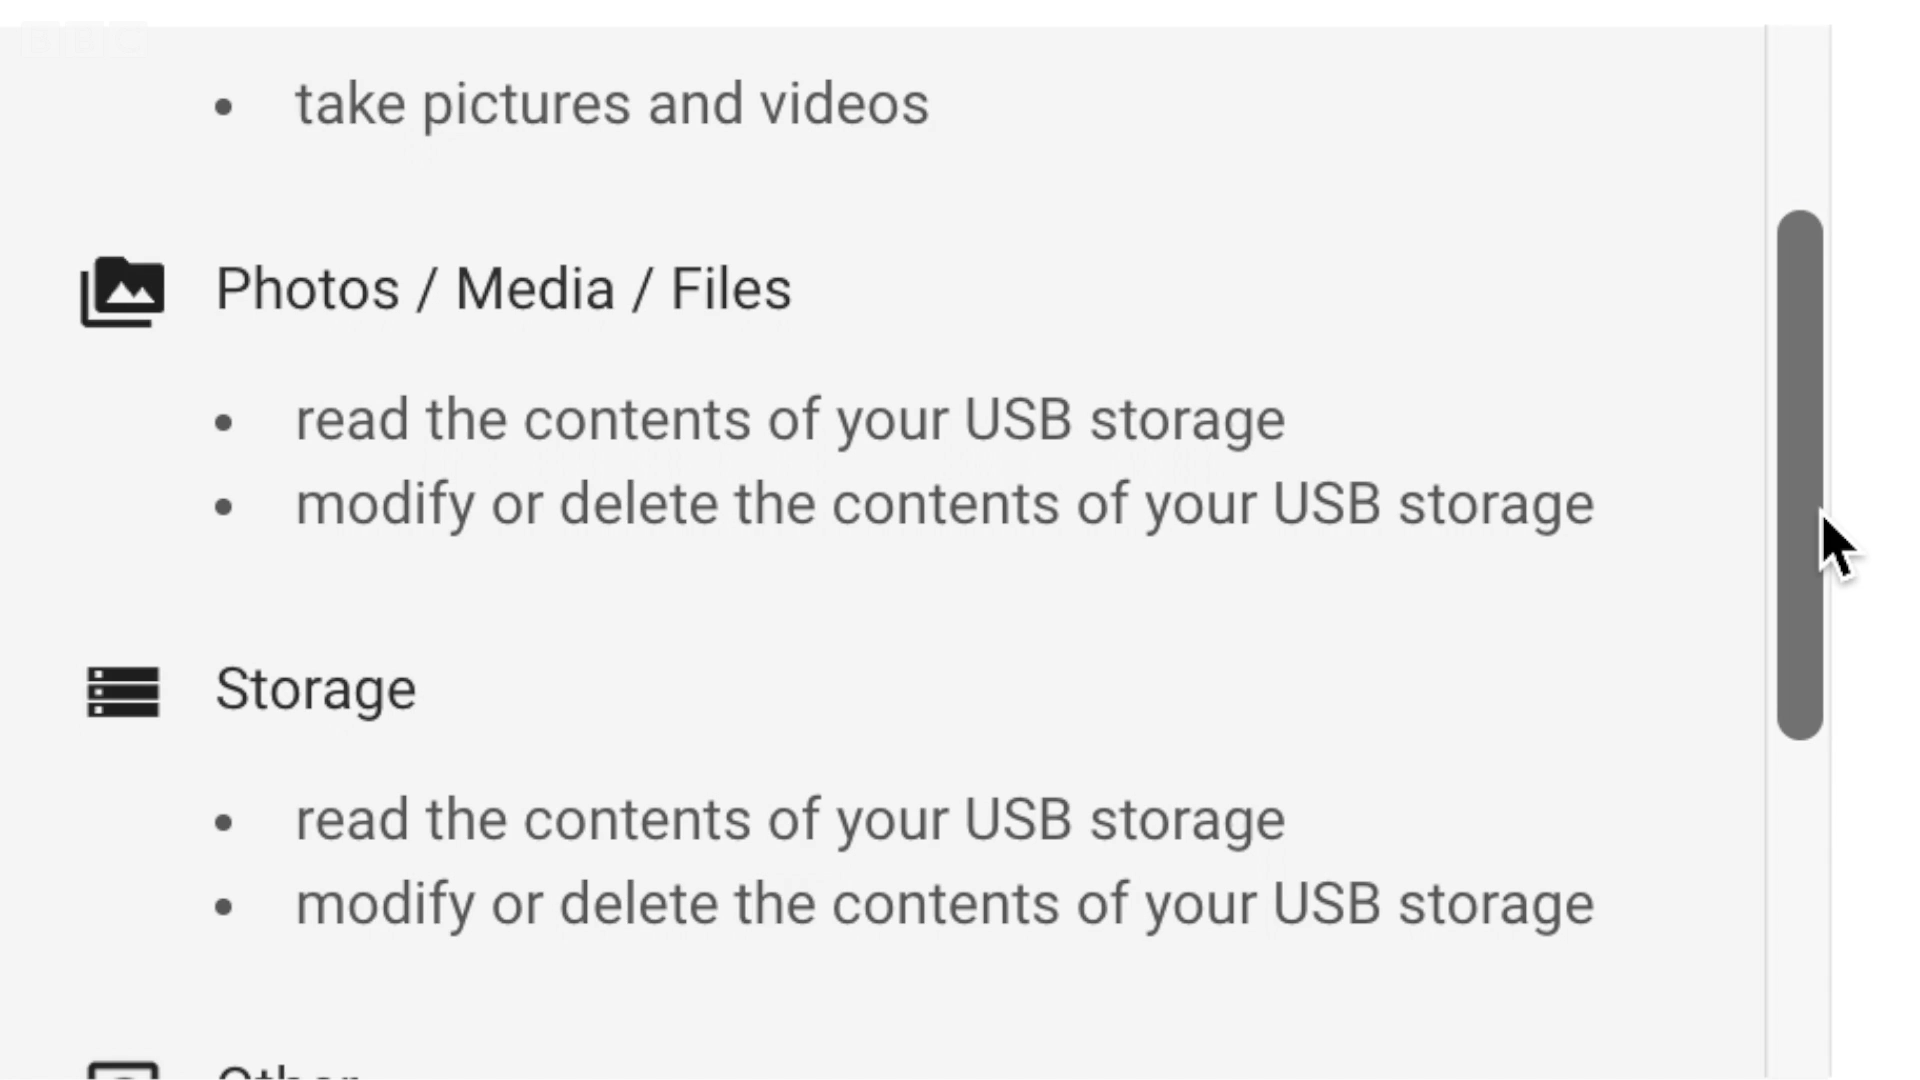 BBC
take pictures and videos
Photos / Media / Files
read the contents of your USB storage
modify or delete the contents of your USB storage
Storage
read the contents of your USB storage
modify or delete the contents of your USB storage
Other